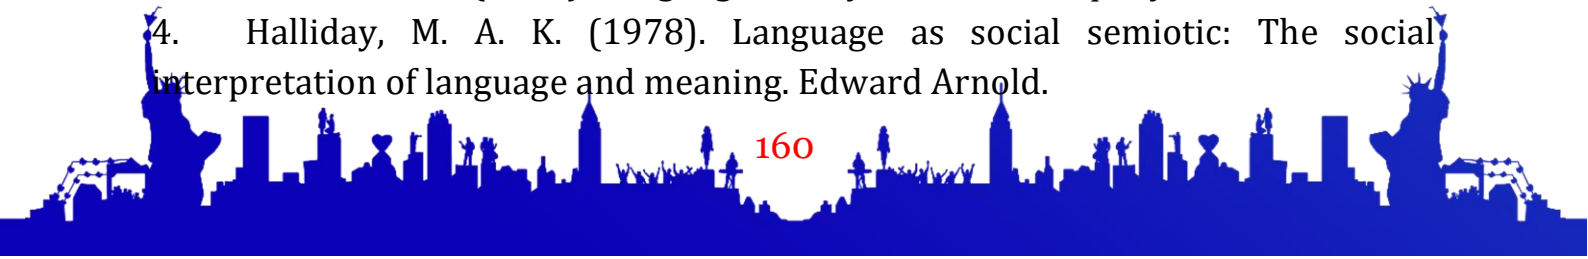 4. Halliday, M. A. K. (1978). Language as social semiotic: The social
interpretation of language and meaning. Edward Arnold.
160